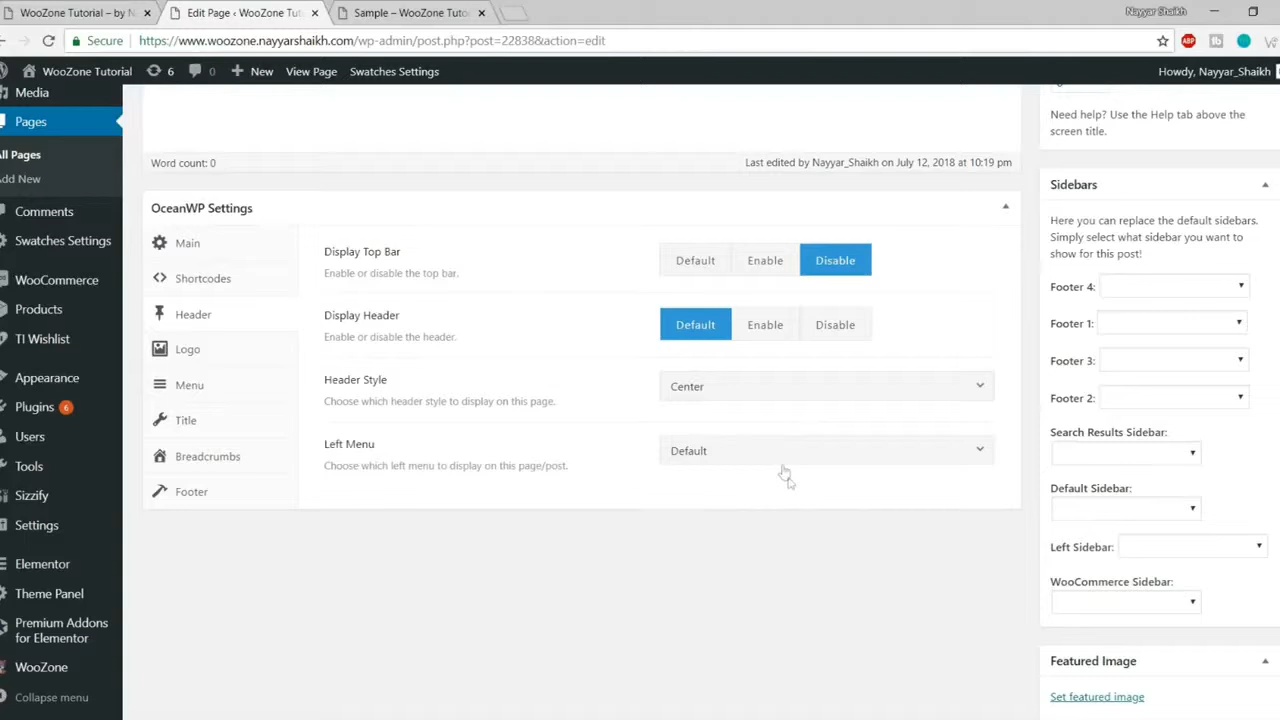 WooZone Tutorial – by N
Edit Page ‹ WooZone Tut
Sample – WooZone Tuto
Nayyar Shaikh
Secure
https://www.woozone.nayyarshaikh.com/wp-admin/post.php?post=22838&action=edit
ABP
WooZone Tutorial
6
0
New
View Page
Swatches Settings
Howdy, Nayyar_Shaikh
Media
Pages
All Pages
Add New
Comments
Swatches Settings
WooCommerce
Products
TI Wishlist
Appearance
Plugins 6
Users
Tools
Sizzify
Settings
Elementor
Theme Panel
Premium Addons
for Elementor
WooZone
Collapse menu
Word count: 0
Last edited by Nayyar_Shaikh on July 12, 2018 at 10:19 pm
OceanWP Settings
Main
Shortcodes
Header
Logo
Menu
Title
Breadcrumbs
Footer
Display Top Bar
Enable or disable the top bar.
Default Enable Disable
Display Header
Enable or disable the header.
Default Enable Disable
Header Style
Choose which header style to display on this page.
Center
Left Menu
Choose which left menu to display on this page/post.
Default
Need help? Use the Help tab above the
screen title.
Sidebars
Here you can replace the default sidebars.
Simply select what sidebar you want to
show for this post!
Footer 4:
Footer 1:
Footer 3:
Footer 2:
Search Results Sidebar:
Default Sidebar:
Left Sidebar:
WooCommerce Sidebar:
Featured Image
Set featured image